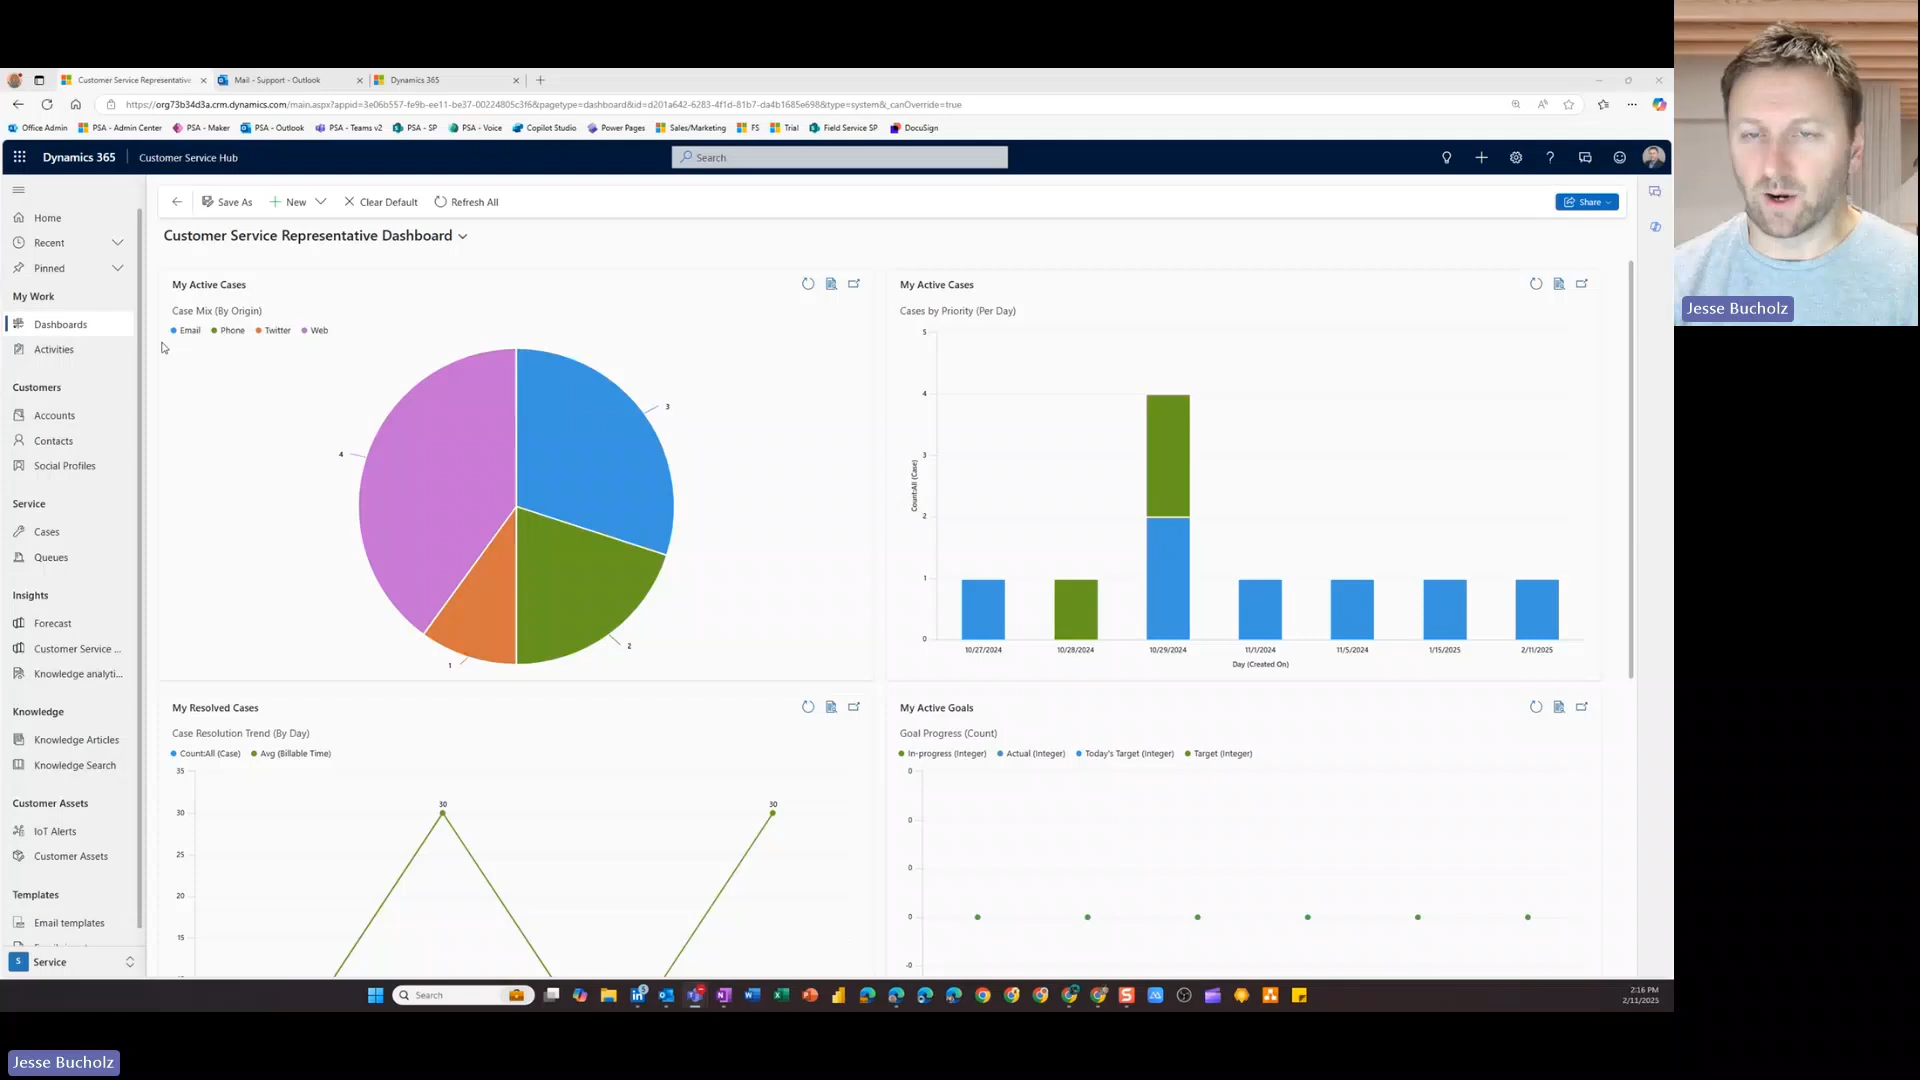 Customer Service Representative
Mail - Support - Outlook
Dynamics 365
https://org73b34d3a.crm.dynamics.com/main.aspx?appid=3e06b557-fe9b-ee11-be37-00224805c3f6&pagetype=dashboard&id=d201a642-6283-4f1d-81b7-da4b1685e698&type=system&_canOverride=true
Office Admin
PSA - Admin Center
PSA - Maker
PSA - Outlook
PSA - Teams v2
PSA - SP
PSA - Voice
Copilot Studio
Power Pages
Sales/Marketing
FS
Trial
Field Service SP
DocuSign
Dynamics 365
Customer Service Hub
Search
Save As
New
Clear Default
Refresh All
Share
Home
Recent
Pinned
My Work
Dashboards
Activities
Customers
Accounts
Contacts
Social Profiles
Service
Cases
Queues
Insights
Forecast
Customer Service ...
Knowledge analyti...
Knowledge
Knowledge Articles
Knowledge Search
Customer Assets
IoT Alerts
Customer Assets
Templates
Email templates
S
Service
Customer Service Representative Dashboard
My Active Cases
Case Mix (By Origin)
Email Phone Twitter Web
3
4
2
1
My Active Cases
Cases by Priority (Per Day)
5
4
3
2
1
0
Count:All (Case)
10/27/2024 10/28/2024 10/29/2024 11/1/2024 11/5/2024 1/15/2025 2/11/2025
Day (Created On)
My Resolved Cases
Case Resolution Trend (By Day)
Count:All (Case) Avg (Billable Time)
35
30
25
20
15
30
30
My Active Goals
Goal Progress (Count)
In-progress (Integer) Actual (Integer) Today's Target (Integer) Target (Integer)
0
0
0
0
-0
Search
2:16 PM
2/11/2025
Jesse Bucholz
Jesse Bucholz